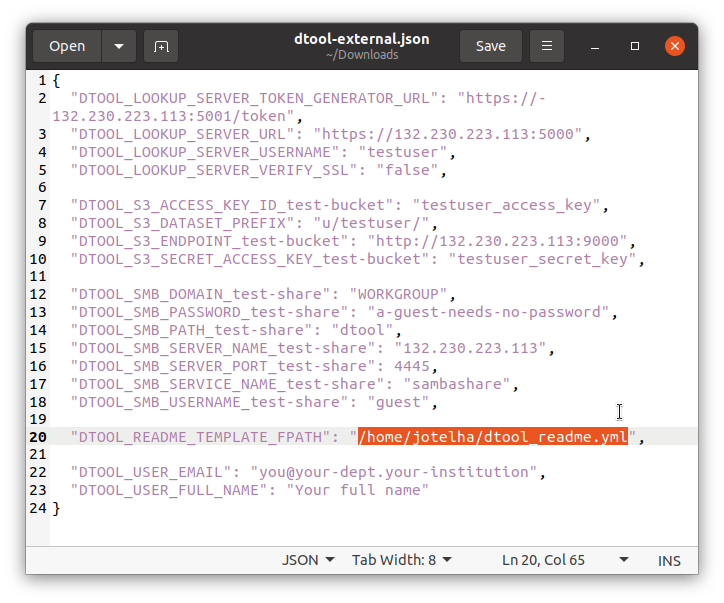 Open
dtool-external.json
~/Downloads
Save
1 {
2 "DTOOL_LOOKUP_SERVER_TOKEN_GENERATOR_URL": "https://-
132.230.223.113:5001/token",
3 "DTOOL_LOOKUP_SERVER_URL": "https://132.230.223.113:5000",
4 "DTOOL_LOOKUP_SERVER_USERNAME": "testuser",
5 "DTOOL_LOOKUP_SERVER_VERIFY_SSL": "false",
6
7 "DTOOL_S3_ACCESS_KEY_ID_test-bucket": "testuser_access_key",
8 "DTOOL_S3_DATASET_PREFIX": "u/testuser/",
9 "DTOOL_S3_ENDPOINT_test-bucket": "http://132.230.223.113:9000",
10 "DTOOL_S3_SECRET_ACCESS_KEY_test-bucket": "testuser_secret_key",
11
12 "DTOOL_SMB_DOMAIN_test-share": "WORKGROUP",
13 "DTOOL_SMB_PASSWORD_test-share": "a-guest-needs-no-password",
14 "DTOOL_SMB_PATH_test-share": "dtool",
15 "DTOOL_SMB_SERVER_NAME_test-share": "132.230.223.113",
16 "DTOOL_SMB_SERVER_PORT_test-share": 4445,
17 "DTOOL_SMB_SERVICE_NAME_test-share": "sambashare",
18 "DTOOL_SMB_USERNAME_test-share": "guest",
19
20 "DTOOL_README_TEMPLATE_FPATH": "/home/jotelha/dtool_readme.yml",
21
22 "DTOOL_USER_EMAIL": "you@your-dept.your-institution",
23 "DTOOL_USER_FULL_NAME": "Your full name"
24 }
JSON Tab Width: 8 Ln 20, Col 65 INS